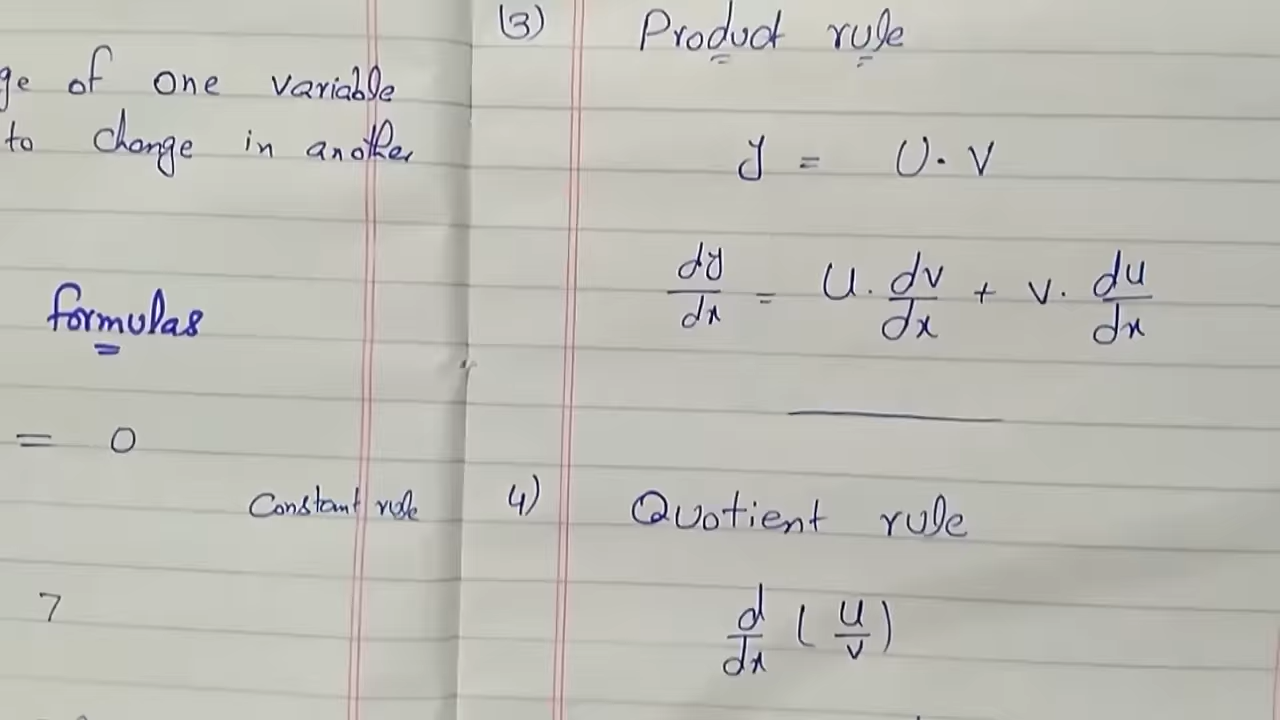 of one variable
to change in another
formulas
= 0
Constant rule
7
(3) Product rule
y = U · V
dy/dx = U · dv/dx + v · du/dx
4) Quotient rule
d/dx (u/v)